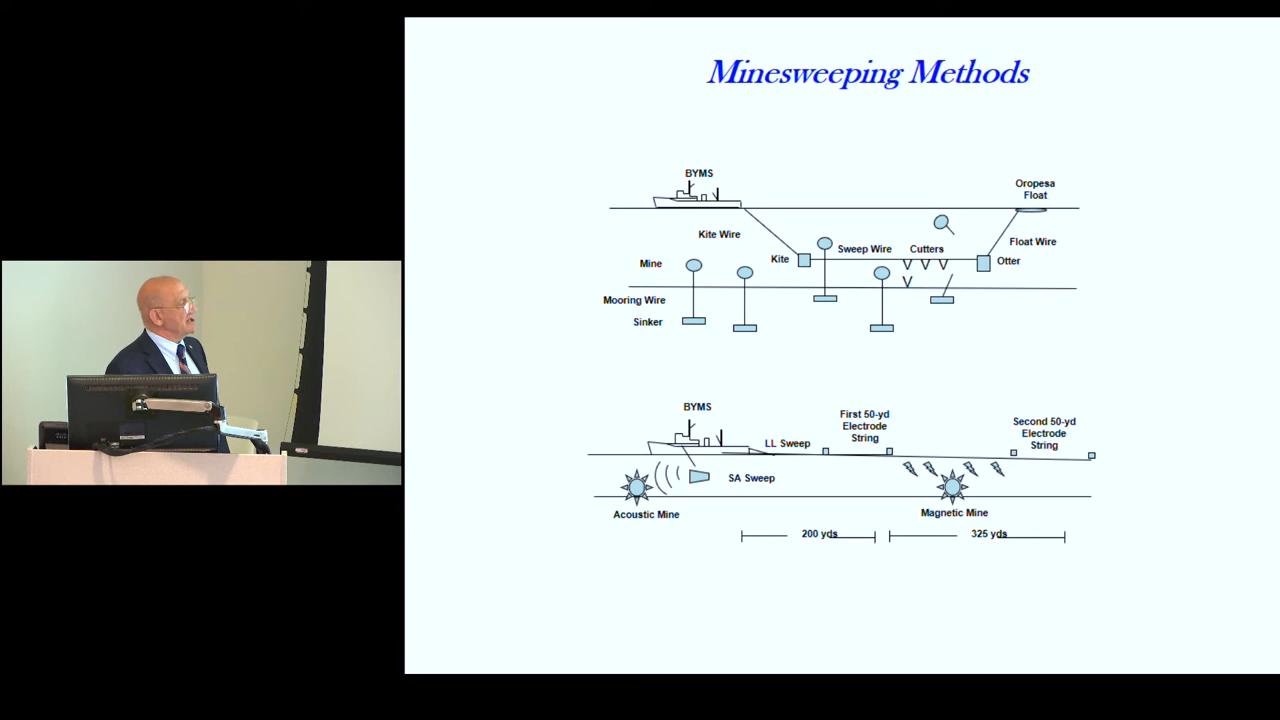 Minesweeping Methods
BYMS
Oropesa
Float
Kite Wire
Sweep Wire
Cutters
Float Wire
Mine
Kite
Otter
Mooring Wire
Sinker
BYMS
First 50-yd
Electrode
String
Second 50-yd
Electrode
String
LL Sweep
SA Sweep
Acoustic Mine
Magnetic Mine
200 yds
325 yds